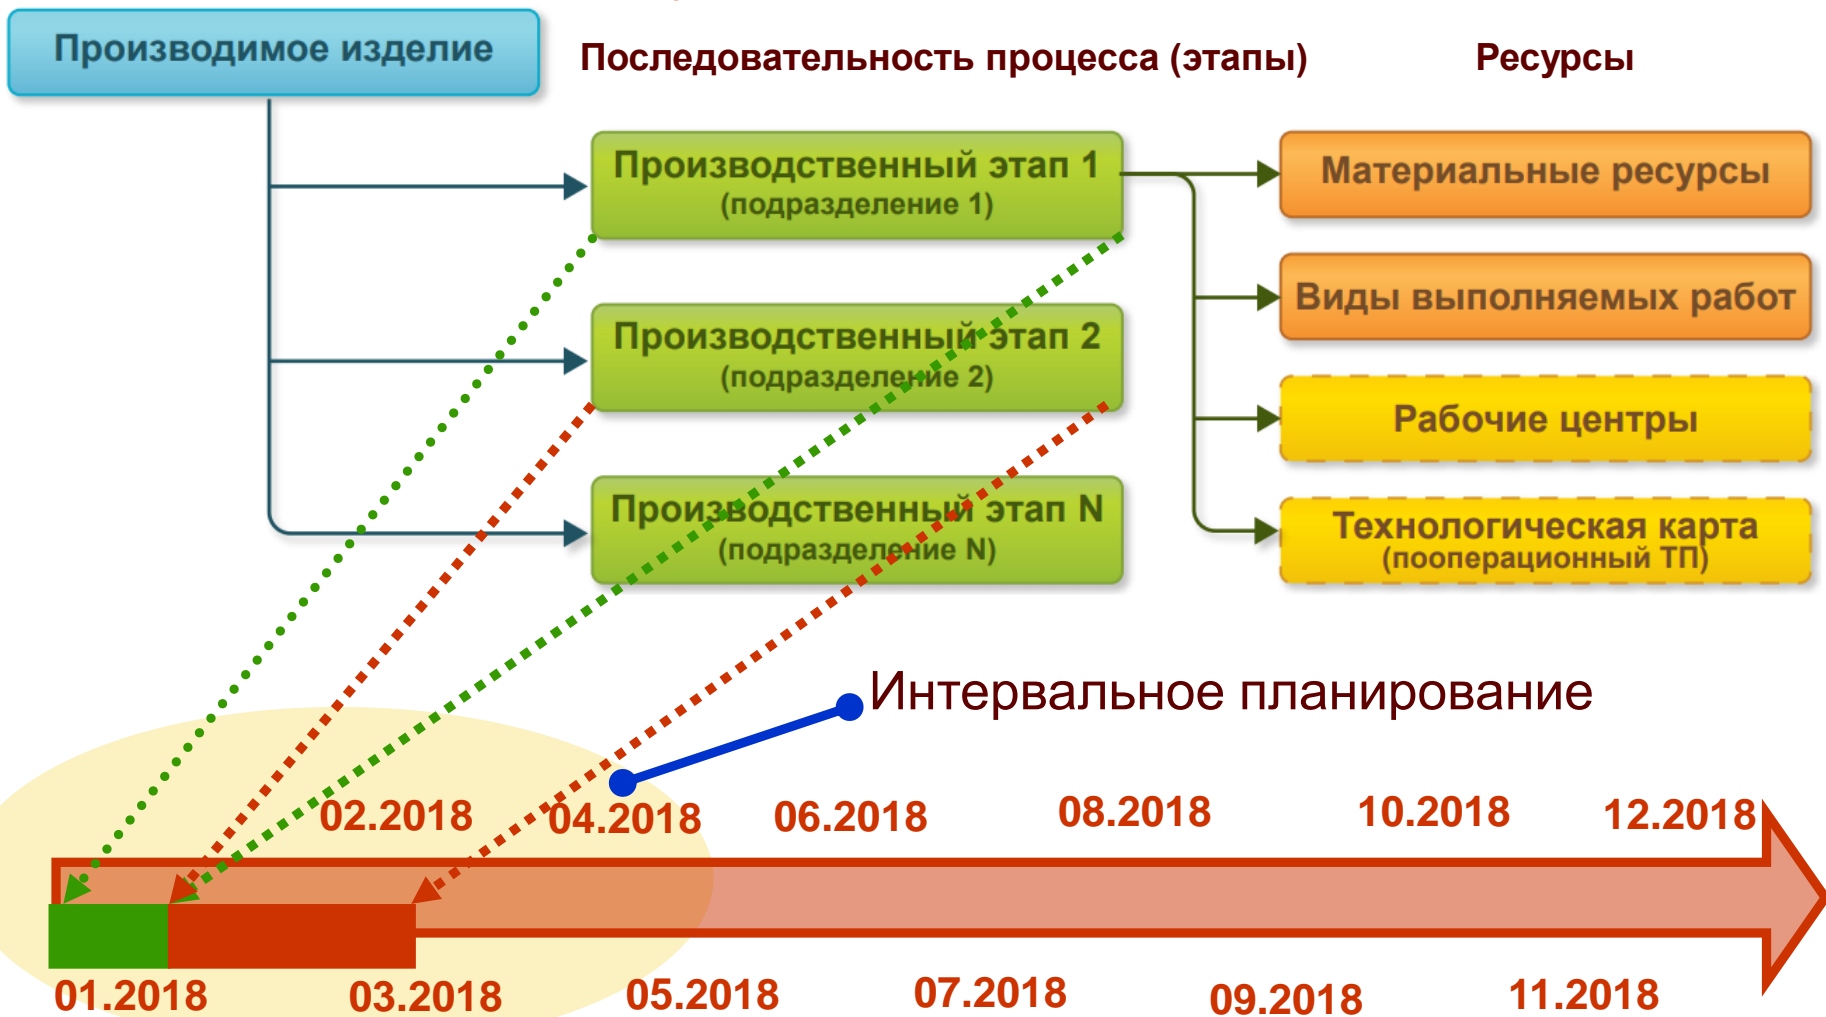 Производимое изделие
Последовательность процесса (этапы)
Ресурсы
Производственный этап 1
(подразделение 1)
Материальные ресурсы
Виды выполняемых работ
Производственный этап 2
(подразделение 2)
Рабочие центры
Производственный этап N
(подразделение N)
Технологическая карта
(пооперационный ТП)
Интервальное планирование
02.2018
04.2018
06.2018
08.2018
10.2018
12.2018
01.2018
03.2018
05.2018
07.2018
09.2018
11.2018